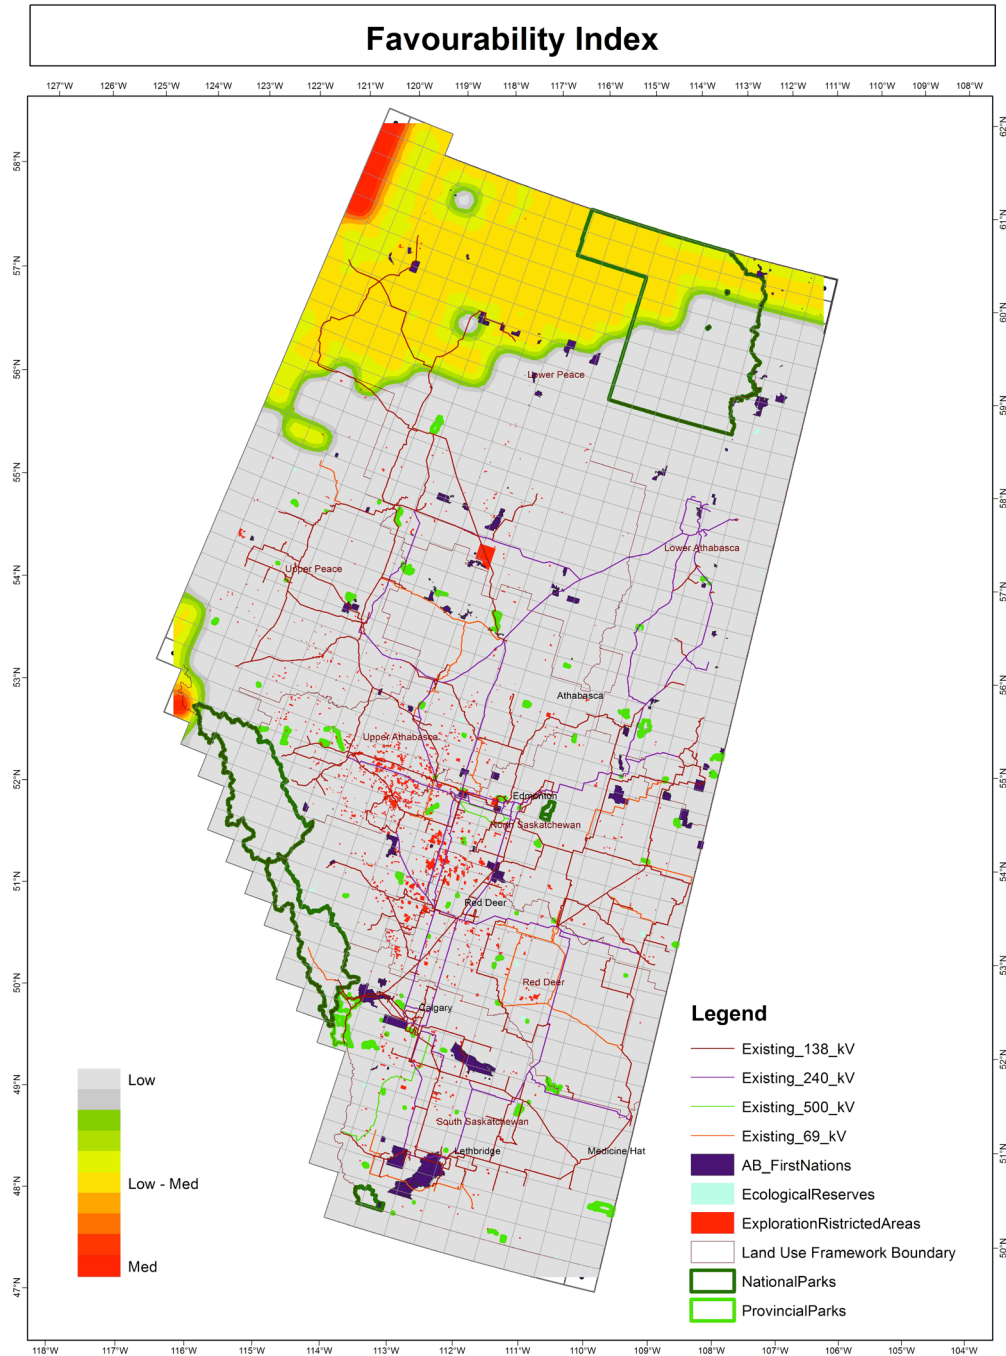 Favourability Index
127°W 126°W 125°W 124°W 123°W 122°W 121°W 120°W 119°W 118°W 117°W 116°W 115°W 114°W 113°W 112°W 111°W 110°W 109°W 108°W
62°N
58°N
61°N
57°N
60°N
56°N
Lower Peace
59°N
55°N
58°N
Lower Athabasca
Upper Peace
54°N
57°N
53°N
56°N
Athabasca
Upper Athabasca
52°N
55°N
Edmonton
North Saskatchewan
51°N
54°N
Red Deer
53°N
Red Deer
50°N
Calgary
Legend
Existing_138_kV
52°N
Low
Existing_240_kV
49°N
Existing_500_kV
South Saskatchewan
Existing_69_kV
Lethbridge
Medicine Hat
51°N
AB_FirstNations
Low - Med
48°N
EcologicalReserves
ExplorationRistrictedAreas
Land Use Framework Boundary
50°N
Med
NationalParks
47°N
ProvincialParks
118°W 116°W 115°W 114°W 113°W 112°W 111°W 110°W 109°W 108°W 107°W 106°W 105°W 104°W